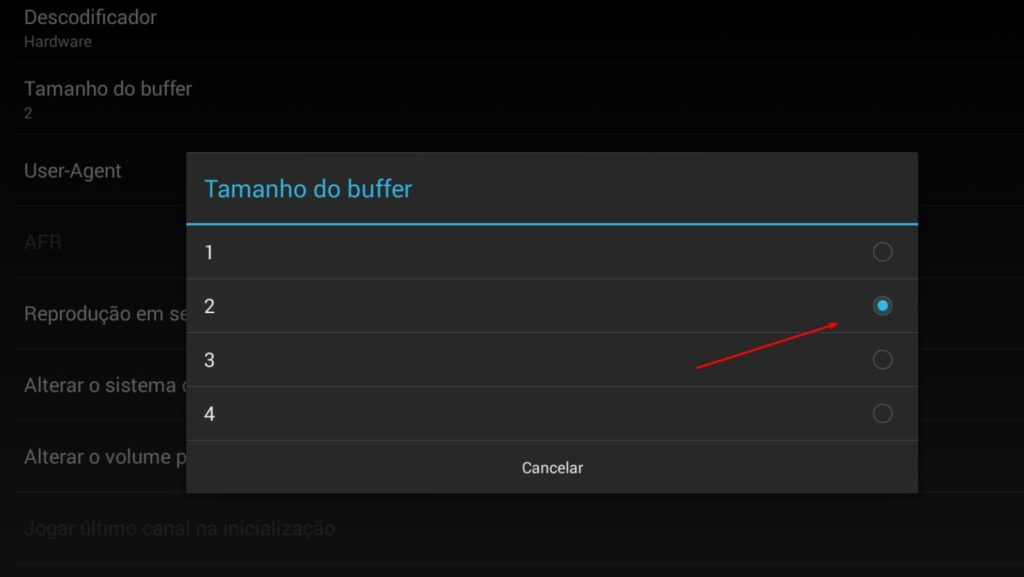 Descodificador
Hardware
Tamanho do buffer
2
User-Agent
AFR
Reprodução em se
Alterar o sistema
Alterar o volume p
Jogar último canal na inicialização
Tamanho do buffer
1
2
3
4
Cancelar